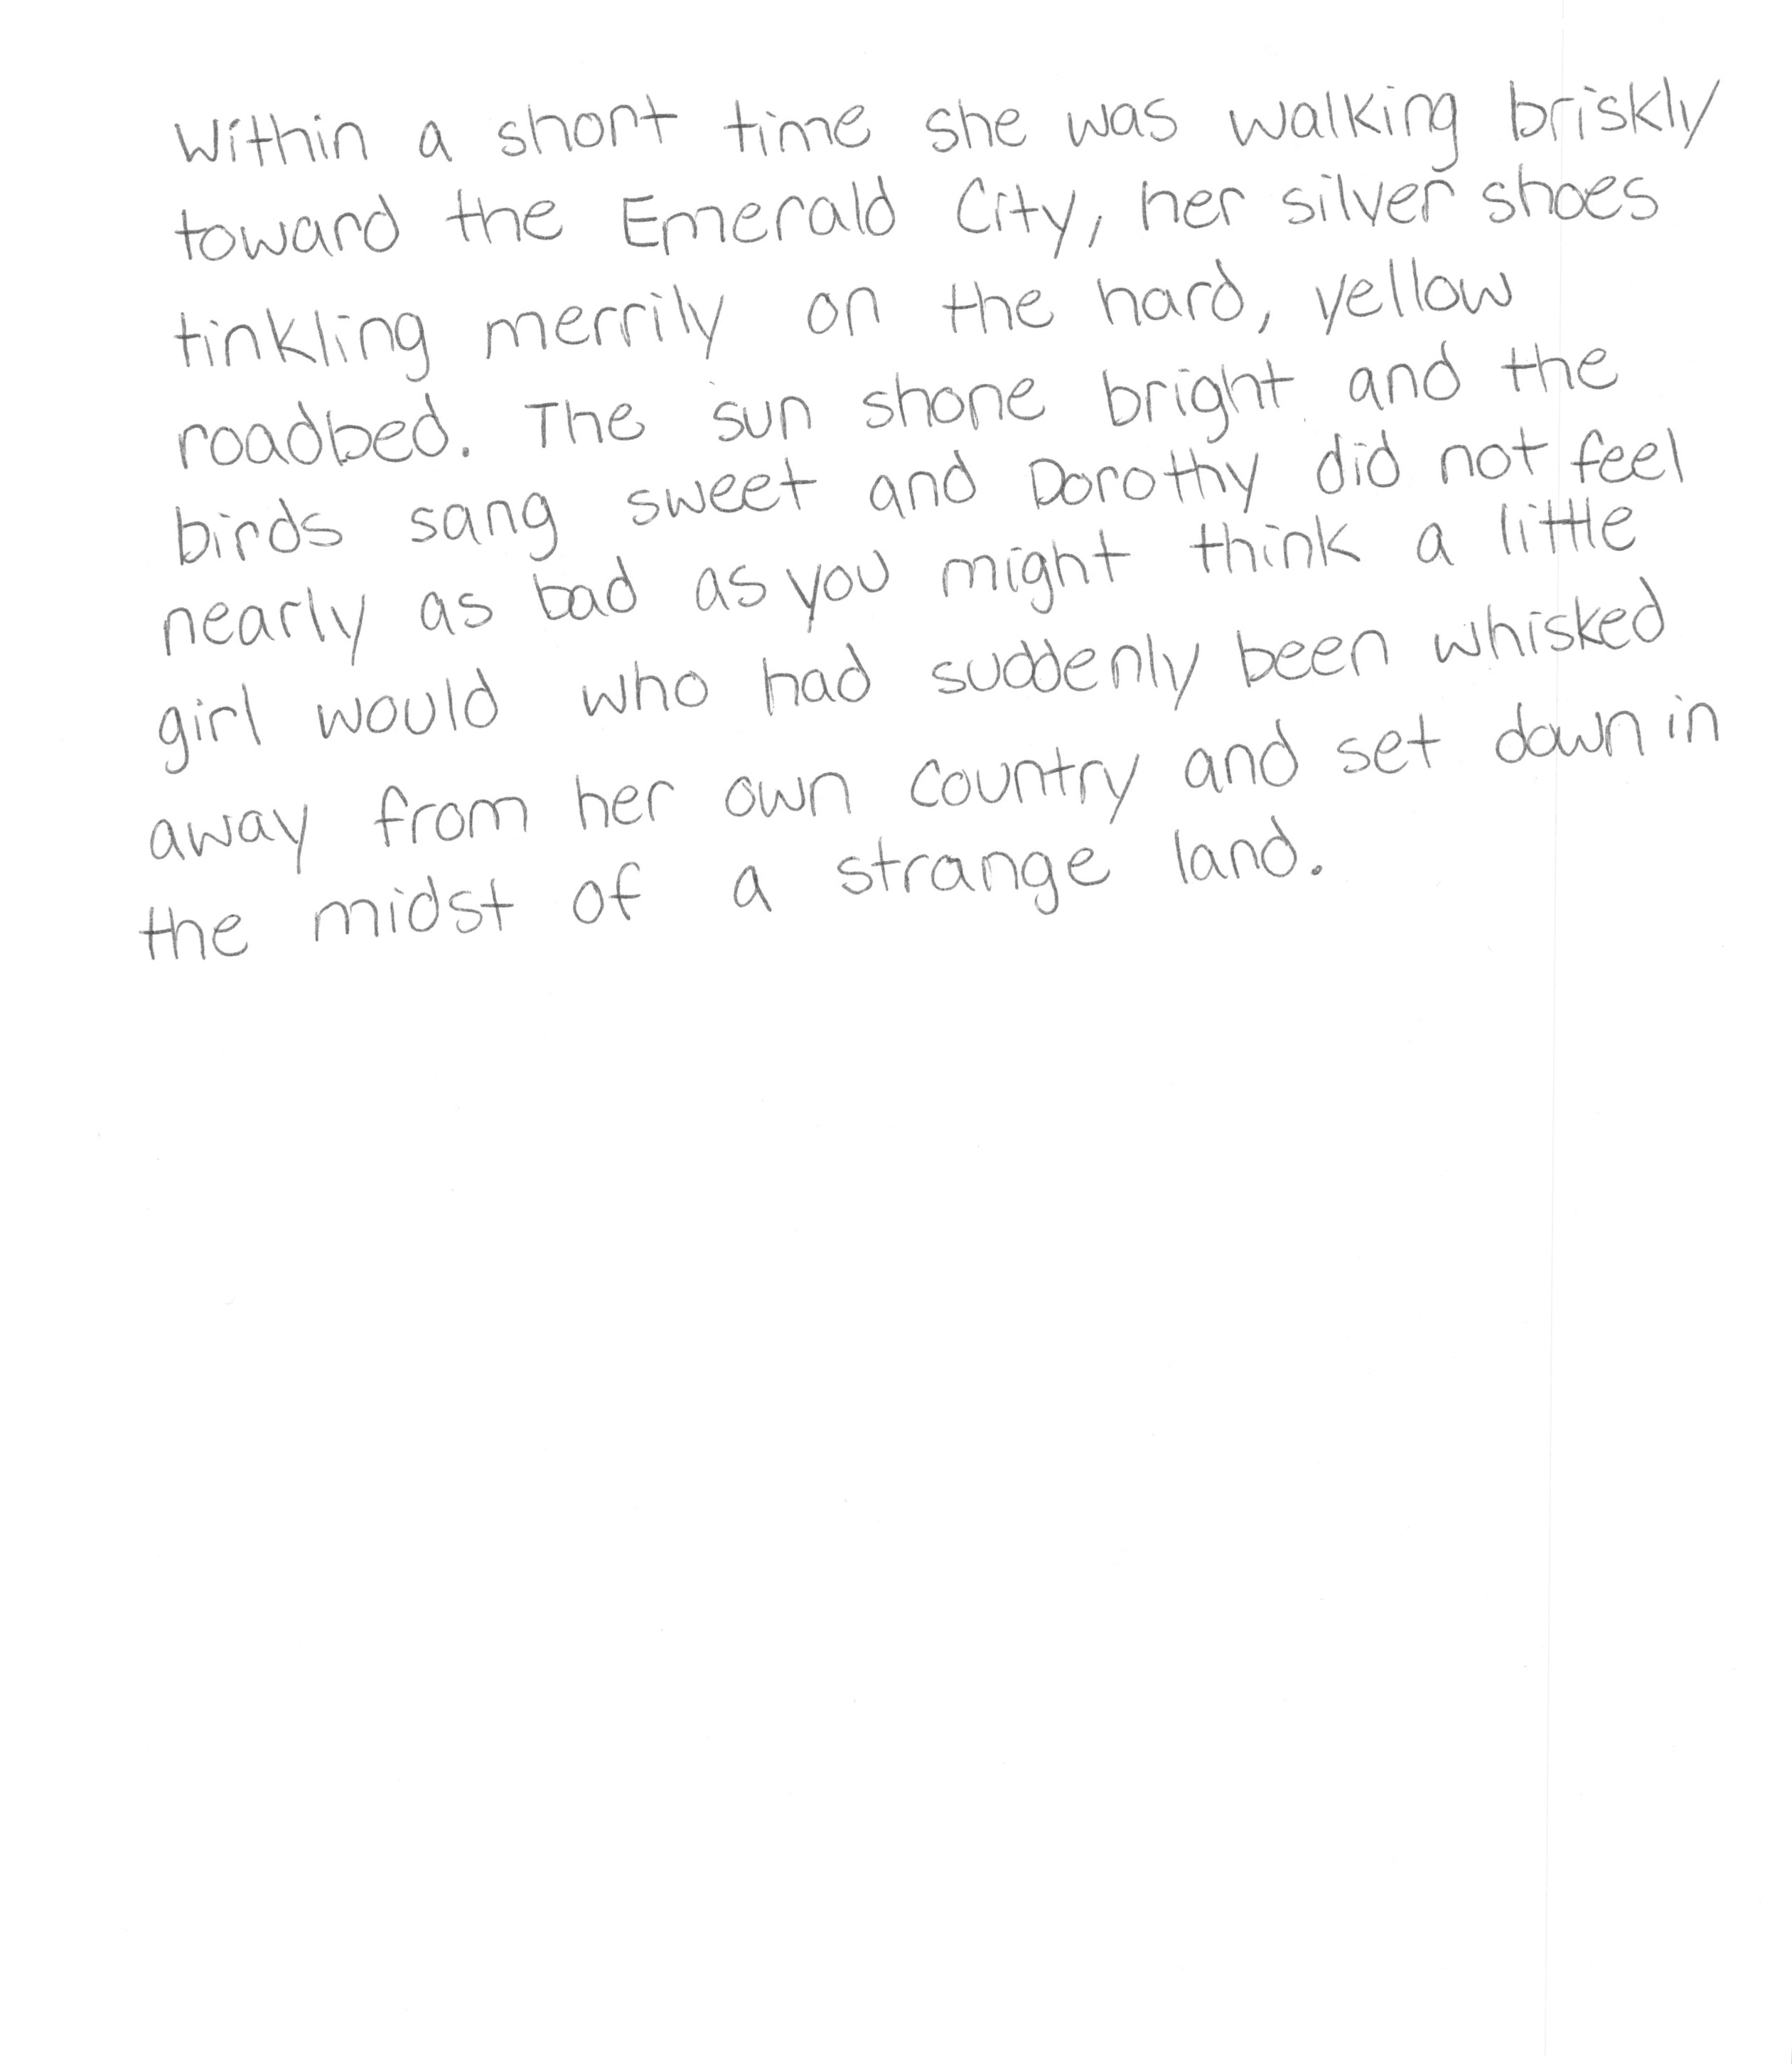 Within a short time she was walking briskly
toward the Emerald City, her silver shoes
tinkling merrily on the hard, yellow
roadbed. The sun shone bright and the
birds sang sweet and Dorothy did not feel
nearly as bad as you might think a little
girl would who had suddenly been whisked
away from her own country and set down in
the midst of a strange land.